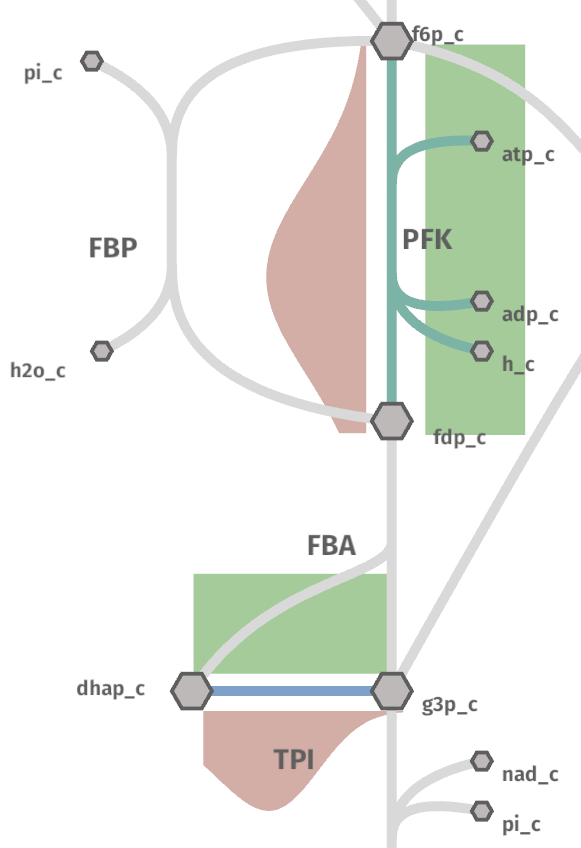 f6p_c
pi_c
atp_c
PFK
FBP
adp_c
h_c
h2o_c
fdp_c
FBA
dhap_c
g3p_c
TPI
nad_c
pi_c